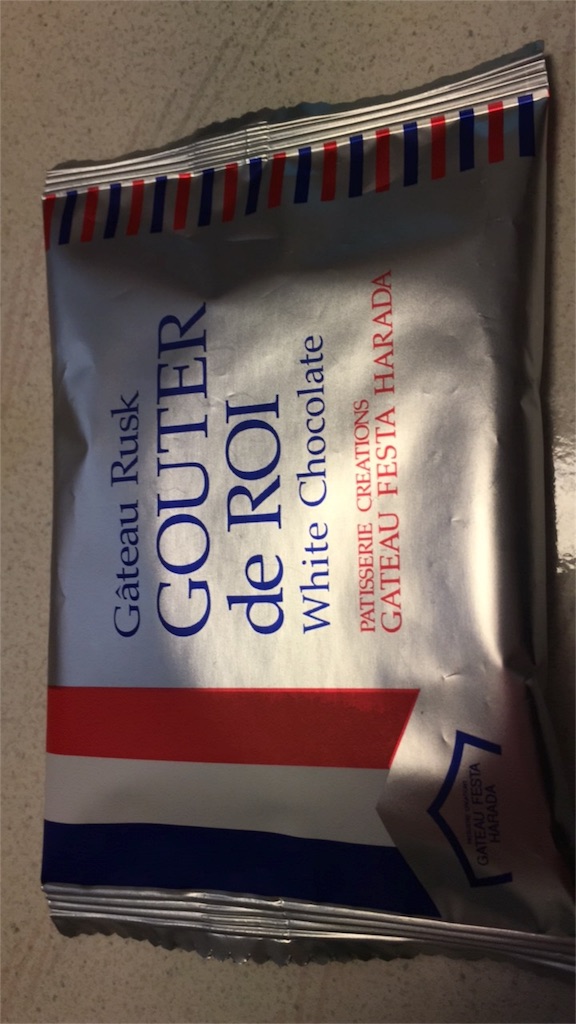 Gâteau Rusk
GOUTER
de ROI
White Chocolate
PATISSERIE CREATIONS
GATEAU FESTA HARADA
GATEAU FESTA
HARADA